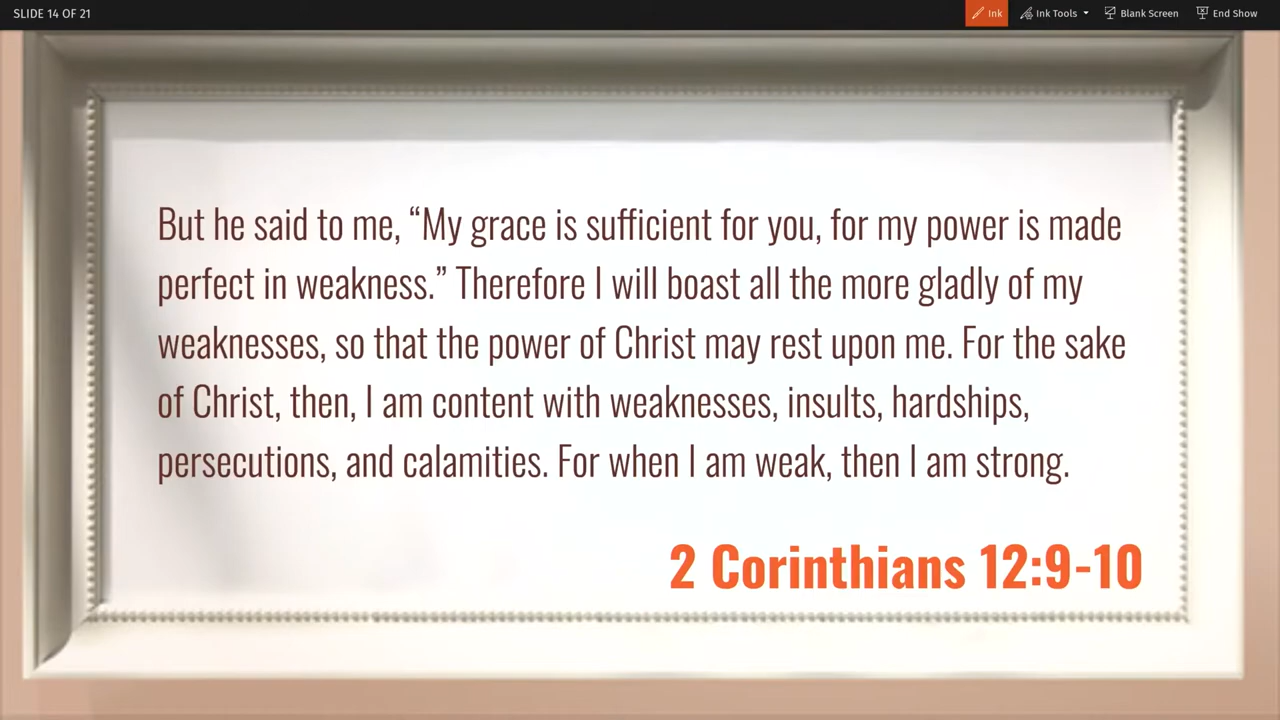 SLIDE 14 OF 21
Ink
Ink Tools
Blank Screen
End Show
But he said to me, “My grace is sufficient for you, for my power is made
perfect in weakness.” Therefore I will boast all the more gladly of my
weaknesses, so that the power of Christ may rest upon me. For the sake
of Christ, then, I am content with weaknesses, insults, hardships,
persecutions, and calamities. For when I am weak, then I am strong.
2 Corinthians 12:9-10